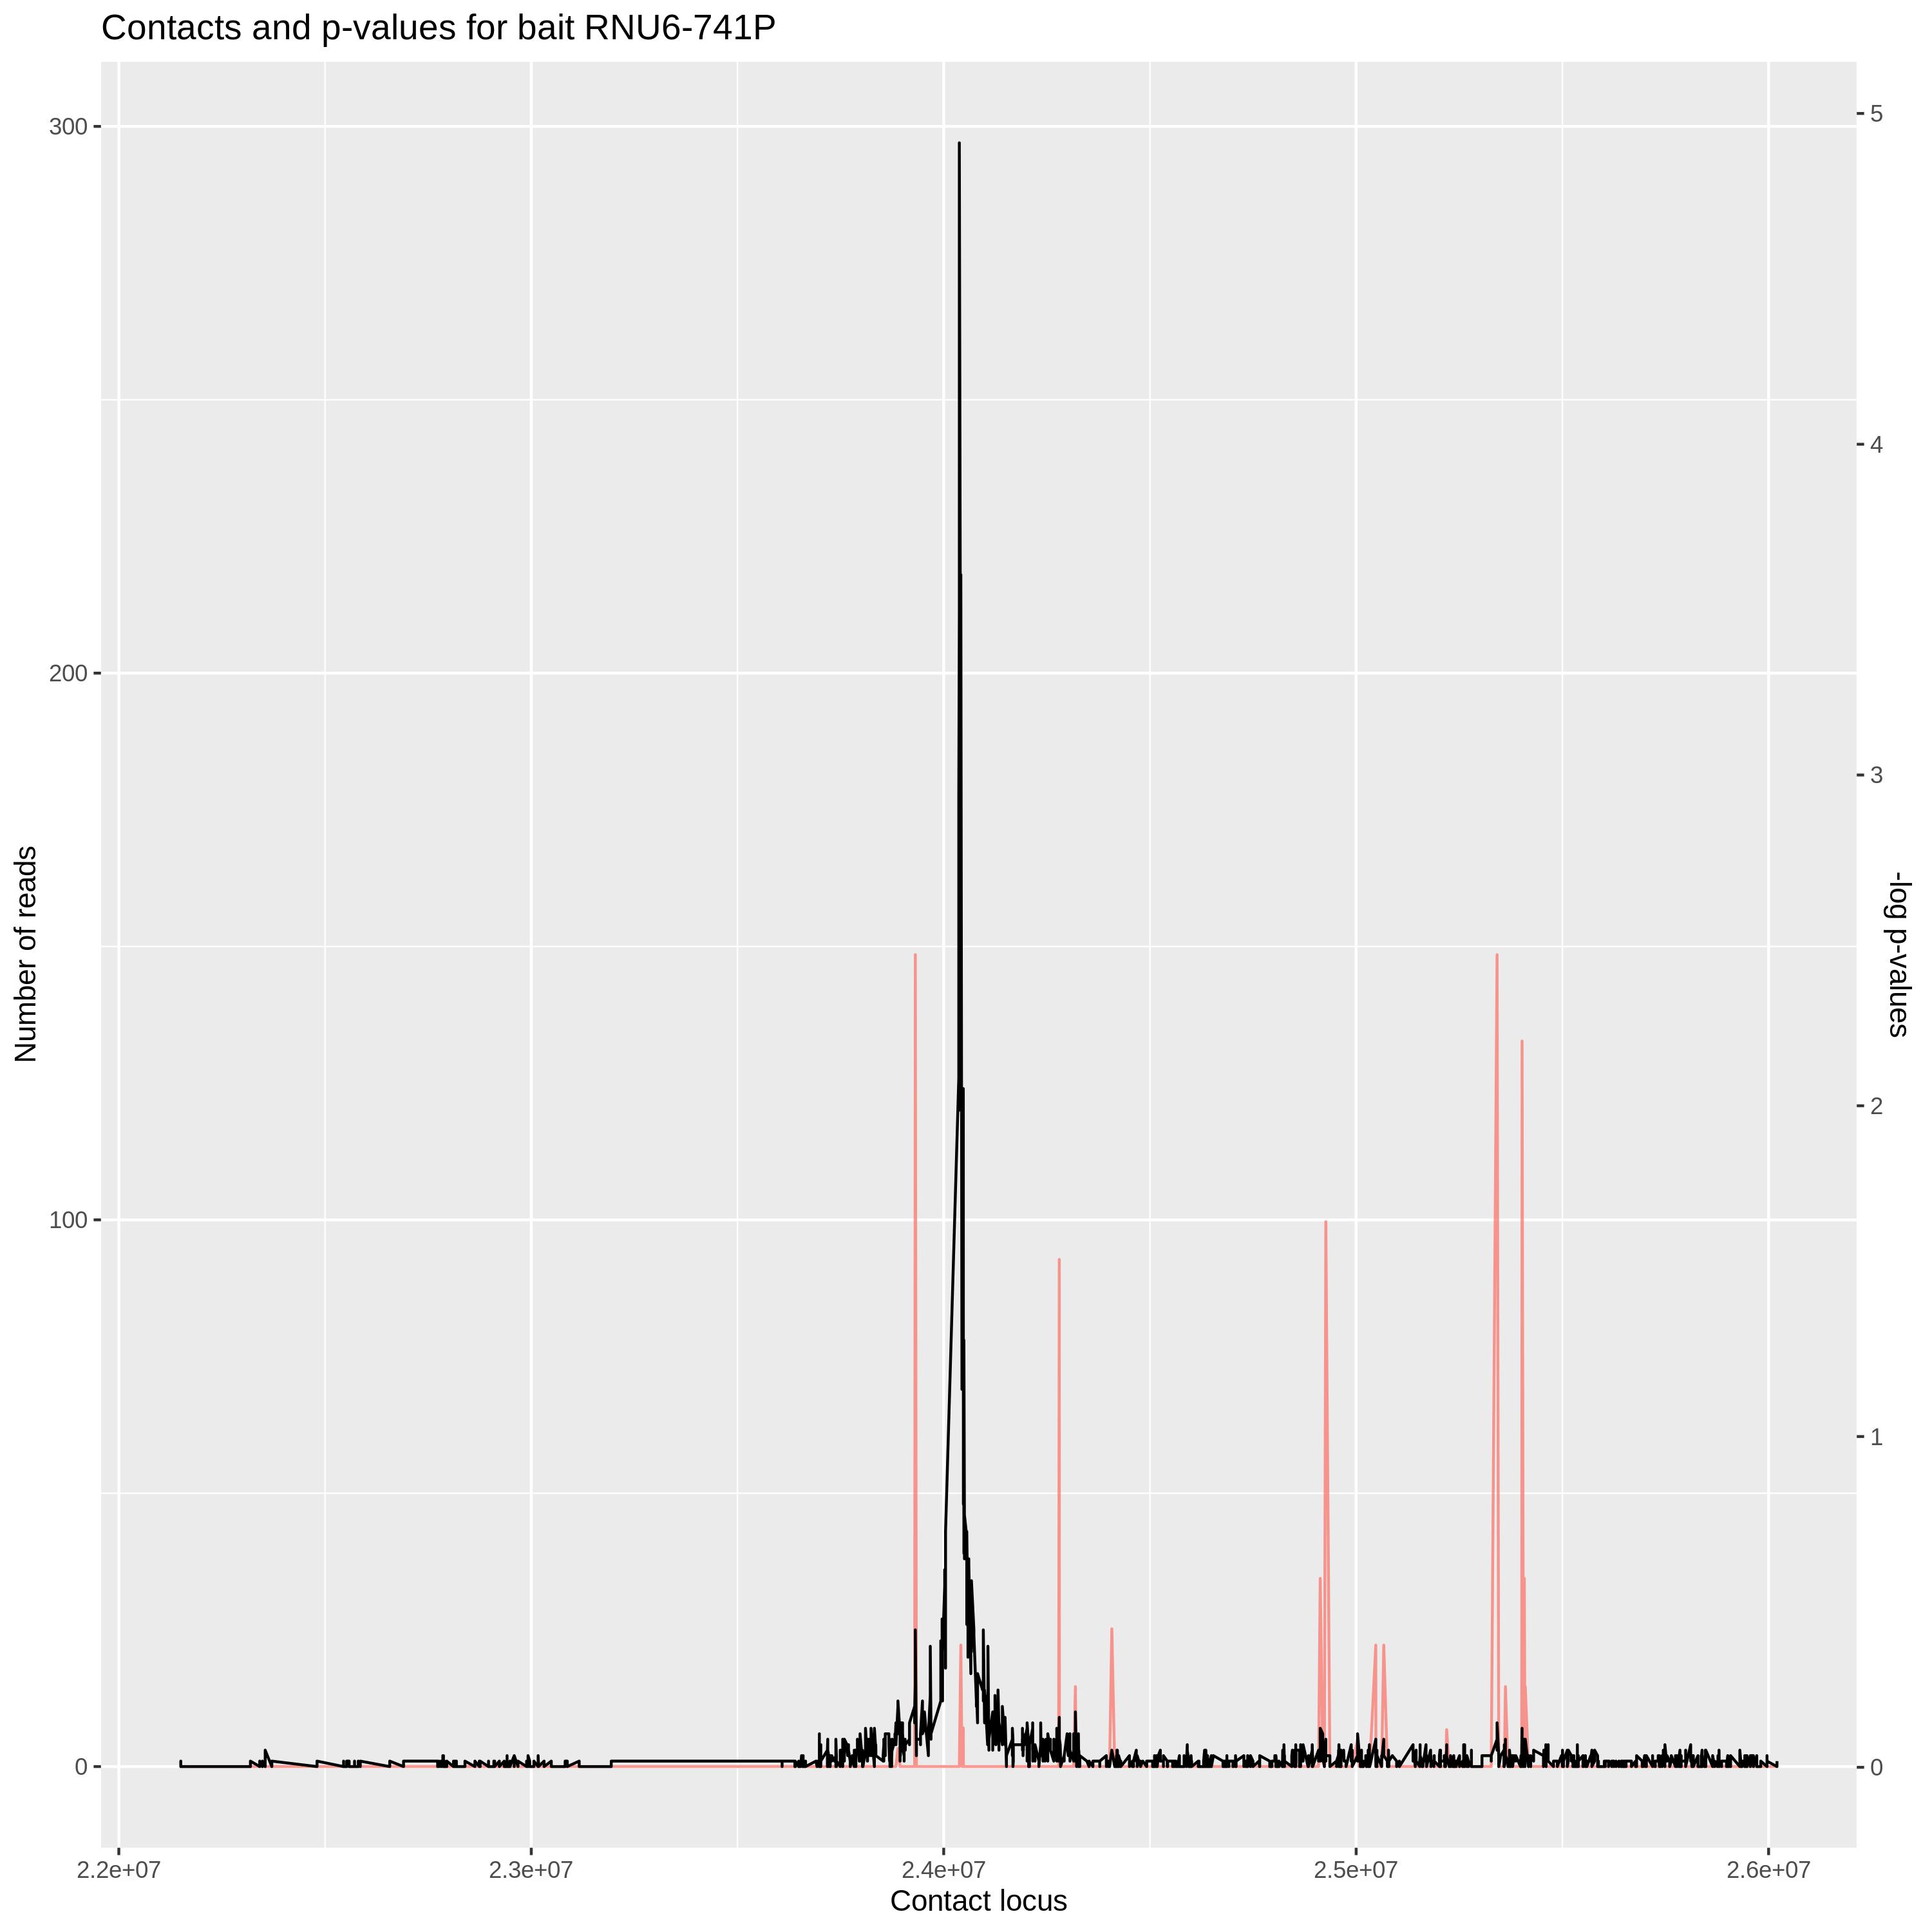 Contacts and p-values for bait RNU6-741P
300
200
100
0
Number of reads
5
4
3
2
1
0
-log p-values
2.2e+07
2.3e+07
2.4e+07
2.5e+07
2.6e+07
Contact locus